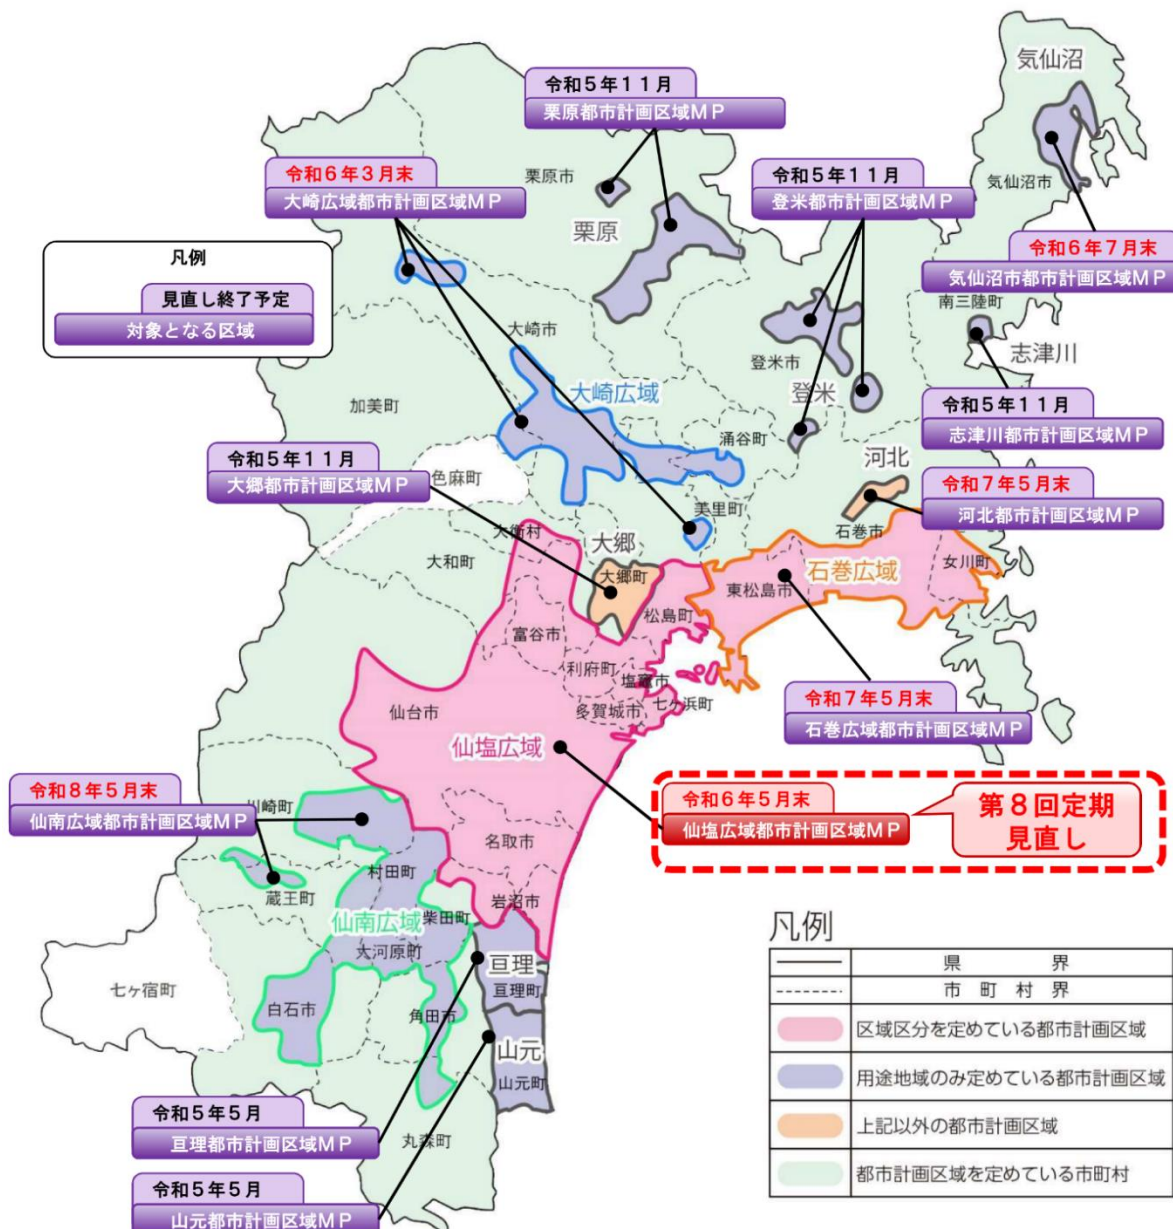 気仙沼
令和５年１１月
栗原都市計画区域ＭＰ
令和６年３月末
大崎広域都市計画区域ＭＰ
栗原市
令和５年１１月
登米都市計画区域ＭＰ
気仙沼市
栗原
凡例
見直し終了予定
対象となる区域
令和６年７月末
気仙沼市都市計画区域ＭＰ
南三陸町
志津川
大崎市
登米市
登米
大崎広域
加美町
涌谷町
令和５年１１月
志津川都市計画区域ＭＰ
令和５年１１月
大郷都市計画区域ＭＰ
色麻町
河北
令和７年５月末
河北都市計画区域ＭＰ
美里町
石巻市
大衡村
大郷
大和町
大郷町
石巻広域
女川町
東松島市
松島町
富谷市
利府町
塩竈市
七ヶ浜町
多賀城市
仙台市
令和７年５月末
石巻広域都市計画区域ＭＰ
仙塩広域
令和８年５月末
仙南広域都市計画区域ＭＰ
川崎町
令和６年５月末
仙塩広域都市計画区域ＭＰ
第８回定期
見直し
名取市
村田町
蔵王町
岩沼市
仙南広域
柴田町
大河原町
亘理
亘理町
七ヶ宿町
白石市
角田市
山元
山元町
令和５年５月
亘理都市計画区域ＭＰ
丸森町
令和５年５月
山元都市計画区域ＭＰ
凡例
県界
市町村界
区域区分を定めている都市計画区域
用途地域のみ定めている都市計画区域
上記以外の都市計画区域
都市計画区域を定めている市町村